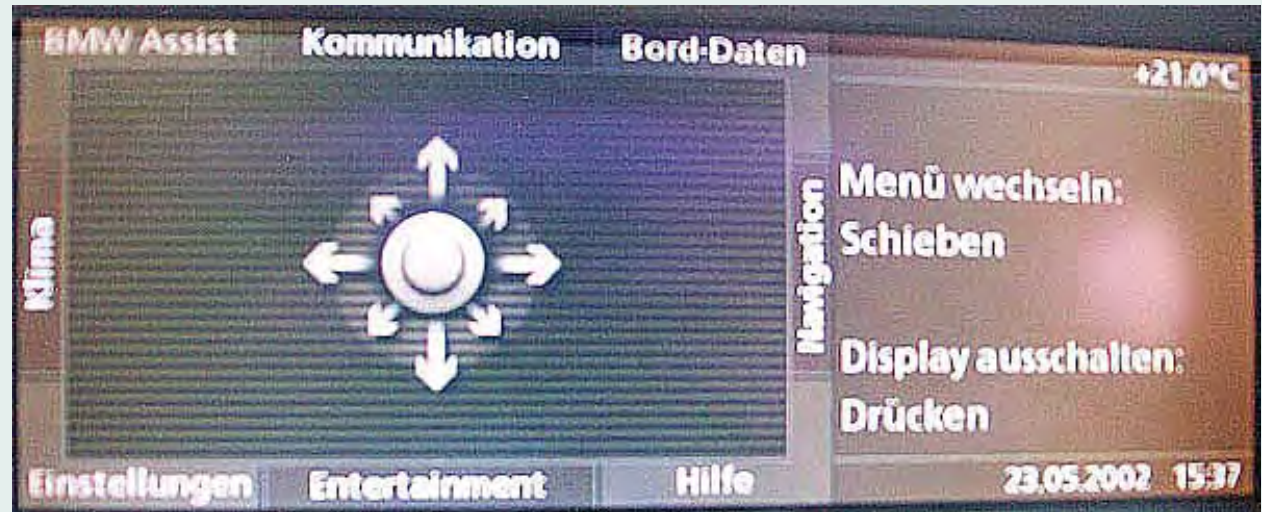 BMW Assist Kommunikation Bord-Daten
+21.0°C
Klima
Navigation
Menü wechseln:
Schieben
Display ausschalten:
Drücken
Einstellungen Entertainment Hilfe
23.05.2002 15:37